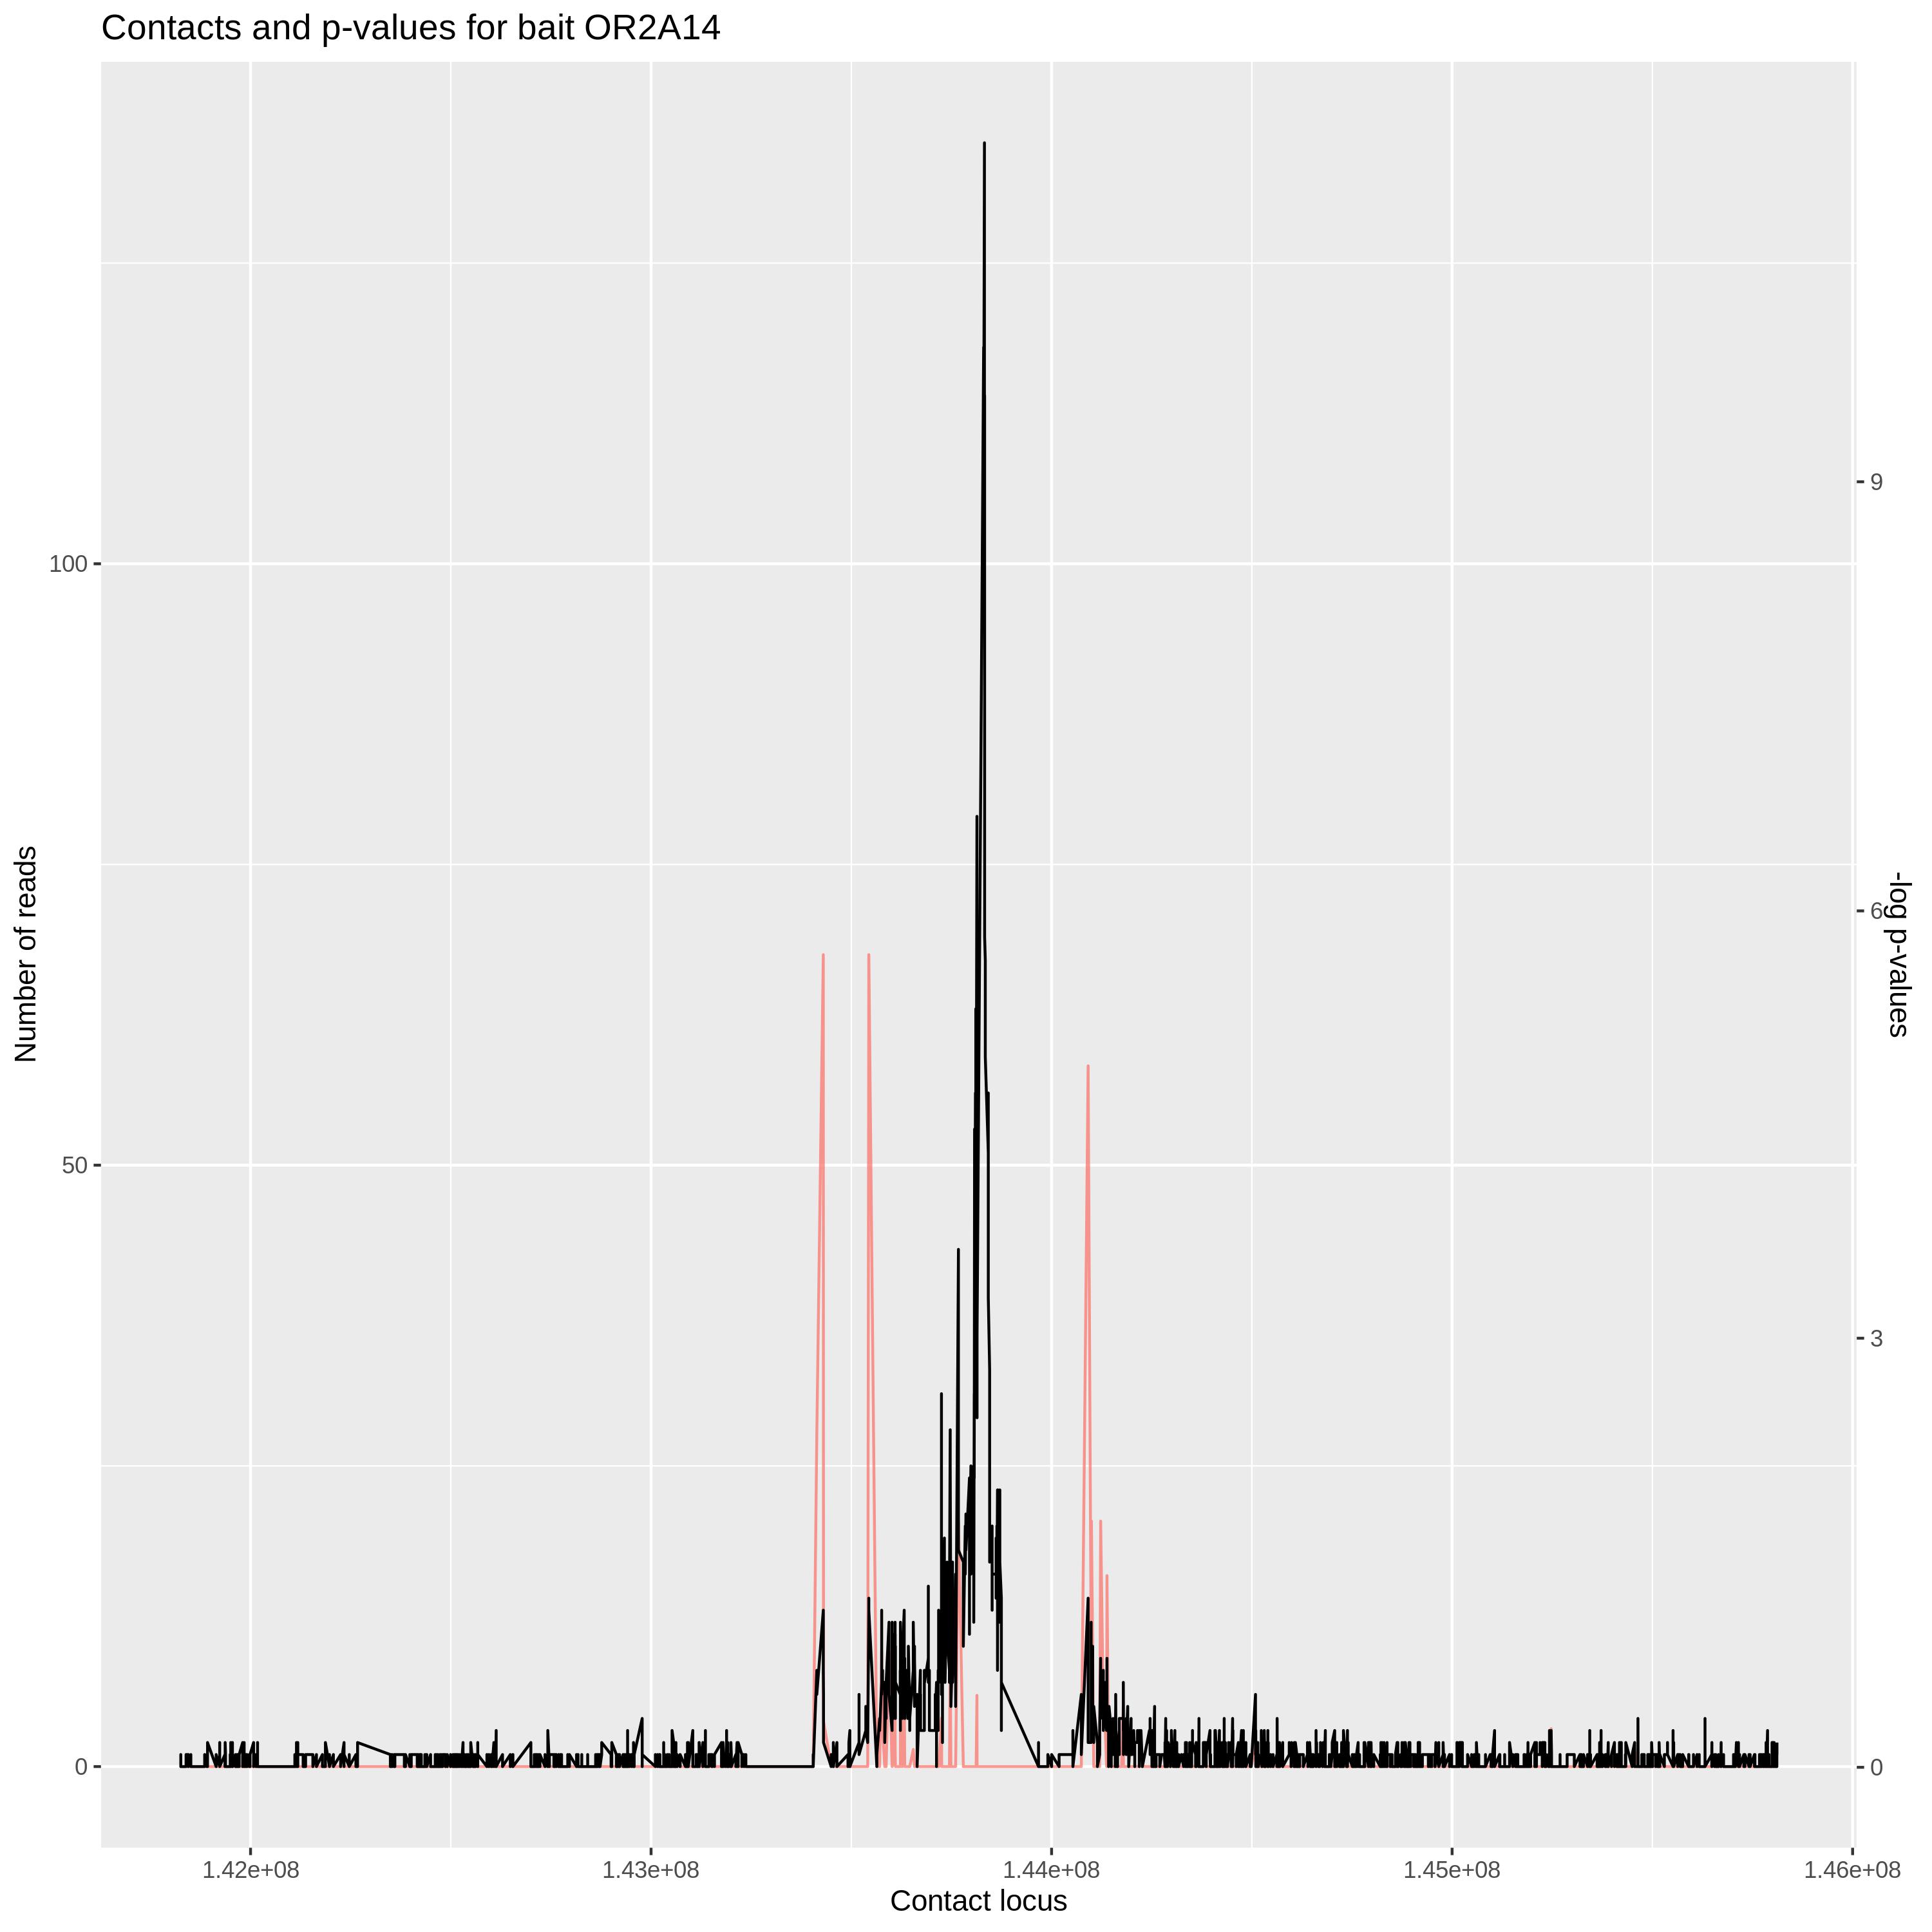 Contacts and p-values for bait OR2A14
Number of reads
100
50
0
9
6
3
0
-log p-values
1.42e+08
1.43e+08
1.44e+08
1.45e+08
1.46e+08
Contact locus